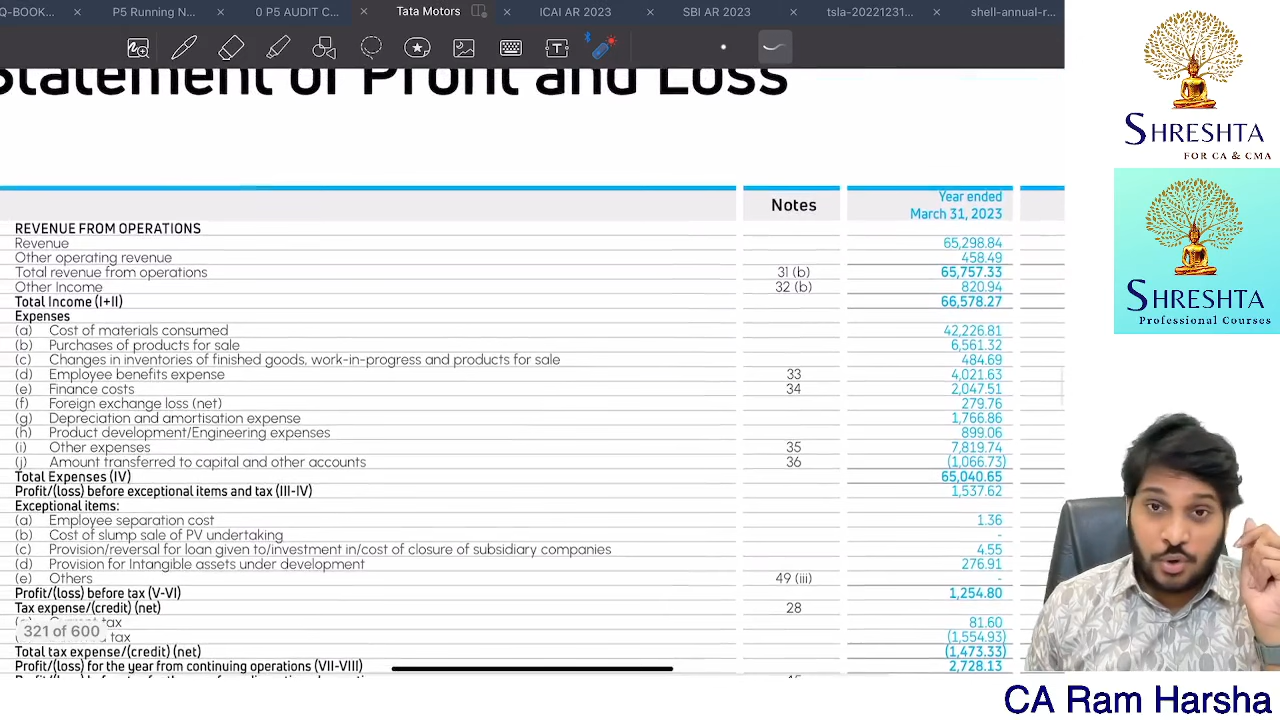 Q-BOOK... × P5 Running N... × 0 P5 AUDIT C... × Tata Motors × ICAI AR 2023 × SBI AR 2023 × tsla-20221231... × shell-annual-r...
Statement of Profit and Loss
Notes Year ended
March 31, 2023
REVENUE FROM OPERATIONS
Revenue 65,298.84
Other operating revenue 458.49
Total revenue from operations 31 (b) 65,757.33
Other Income 32 (b) 820.94
Total Income (I+II) 66,578.27
Expenses
(a) Cost of materials consumed 42,226.81
(b) Purchases of products for sale 6,561.32
(c) Changes in inventories of finished goods, work-in-progress and products for sale 484.69
(d) Employee benefits expense 33 4,021.63
(e) Finance costs 34 2,047.51
(f) Foreign exchange loss (net) 279.76
(g) Depreciation and amortisation expense 1,766.86
(h) Product development/Engineering expenses 899.06
(i) Other expenses 35 7,819.74
(j) Amount transferred to capital and other accounts 36 (1,066.73)
Total Expenses (IV) 65,040.65
Profit/(loss) before exceptional items and tax (III-IV) 1,537.62
Exceptional items:
(a) Employee separation cost 1.36
(b) Cost of slump sale of PV undertaking -
(c) Provision/reversal for loan given to/investment in/cost of closure of subsidiary companies 4.55
(d) Provision for Intangible assets under development 276.91
(e) Others 49 (iii) -
Profit/(loss) before tax (V-VI) 1,254.80
Tax expense/(credit) (net) 28
tax 81.60
321 of 600
tax (1,554.93)
Total tax expense/(credit) (net) (1,473.33)
Profit/(loss) for the year from continuing operations (VII-VIII) 2,728.13
SHRESHTA
FOR CA & CMA
SHRESHTA
Professional Courses
CA Ram Harsha